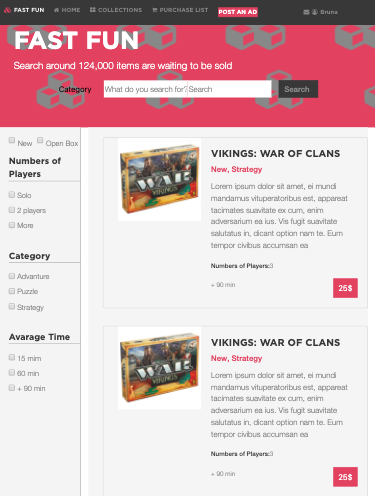 FAST FUN HOME COLLECTIONS PURCHASE LIST POST AN AD Bruna
FAST FUN
Search around 124,000 items are waiting to be sold
Category What do you search for?Search Search
New Open Box
Numbers of
Players
Solo
2 players
More
Category
Advanture
Puzzle
Strategy
Avarage Time
15 mim
60 min
+ 90 min
WAR
VIKINGS
VIKINGS: WAR OF CLANS
New, Strategy
Lorem ipsum dolor sit amet, ei mundi
mandamus vituperatoribus est, appareat
tacimates suavitate ex cum, enim
adversarium ea ius. Vis fugit suavitate
salutatus in, dicant option nam te. Eum
tempor civibus accumsan ea
Numbers of Players:3
+ 90 min
25$
WAR
VIKINGS
VIKINGS: WAR OF CLANS
New, Strategy
Lorem ipsum dolor sit amet, ei mundi
mandamus vituperatoribus est, appareat
tacimates suavitate ex cum, enim
adversarium ea ius. Vis fugit suavitate
salutatus in, dicant option nam te. Eum
tempor civibus accumsan ea
Numbers of Players:3
+ 90 min
25$